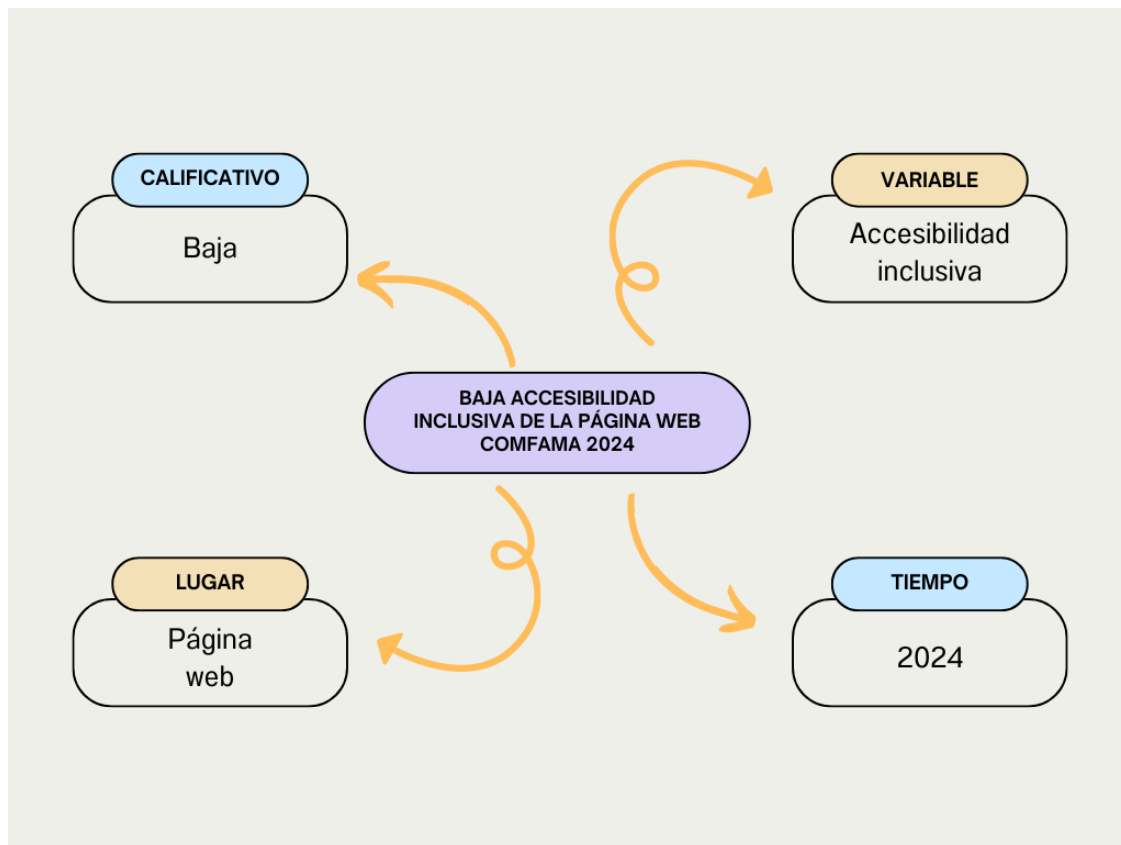 CALIFICATIVO
Baja
VARIABLE
Accesibilidad
inclusiva
BAJA ACCESIBILIDAD
INCLUSIVA DE LA PÁGINA WEB
COMFAMA 2024
LUGAR
Página
web
TIEMPO
2024